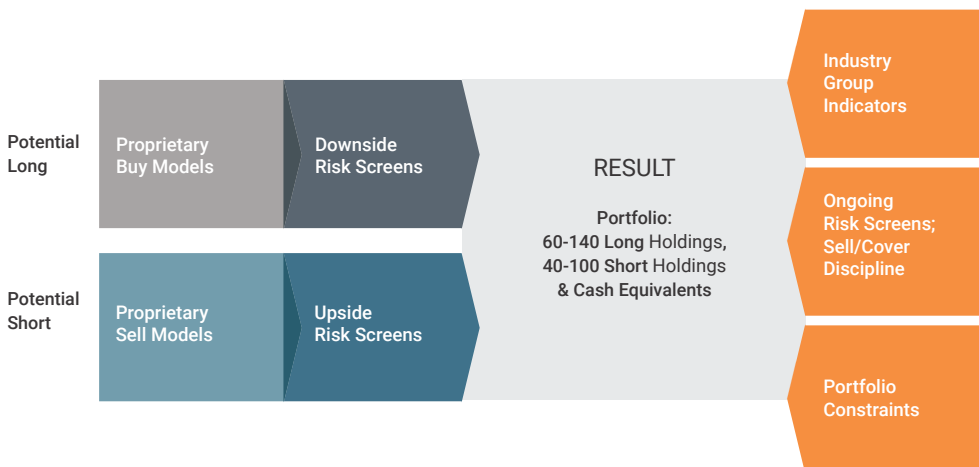 Potential
Long
Proprietary
Buy Models
Downside
Risk Screens
Potential
Short
Proprietary
Sell Models
Upside
Risk Screens
RESULT
Portfolio:
60-140 Long Holdings,
40-100 Short Holdings
& Cash Equivalents
Industry
Group
Indicators
Ongoing
Risk Screens;
Sell/Cover
Discipline
Portfolio
Constraints